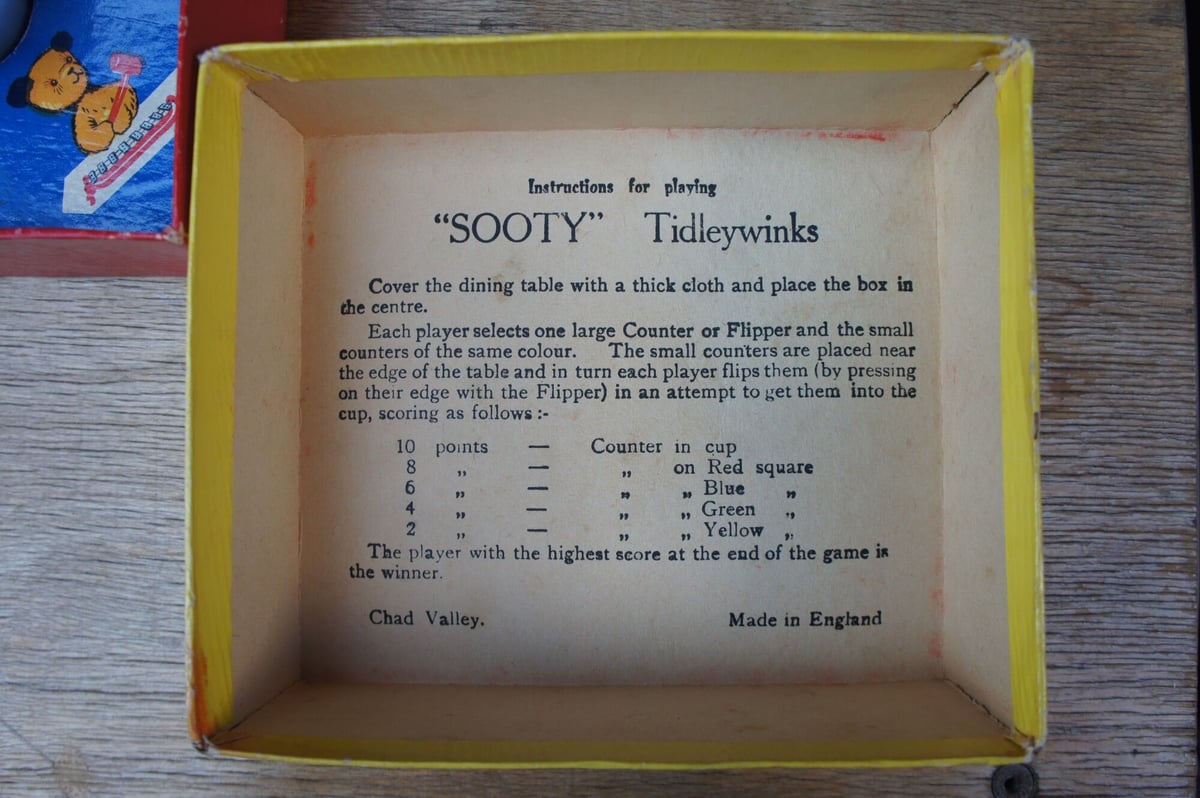 Instructions for playing
“SOOTY” Tidleywinks
Cover the dining table with a thick cloth and place the box in
the centre.
Each player selects one large Counter or Flipper and the small
counters of the same colour. The small counters are placed near
the edge of the table and in turn each player flips them (by pressing
on their edge with the Flipper) in an attempt to get them into the
cup, scoring as follows :-
10 points — Counter in cup
8 „ — „ on Red square
6 „ — „ „ Blue „
4 „ — „ „ Green „
2 „ — „ „ Yellow „
The player with the highest score at the end of the game is
the winner.
Chad Valley. Made in England